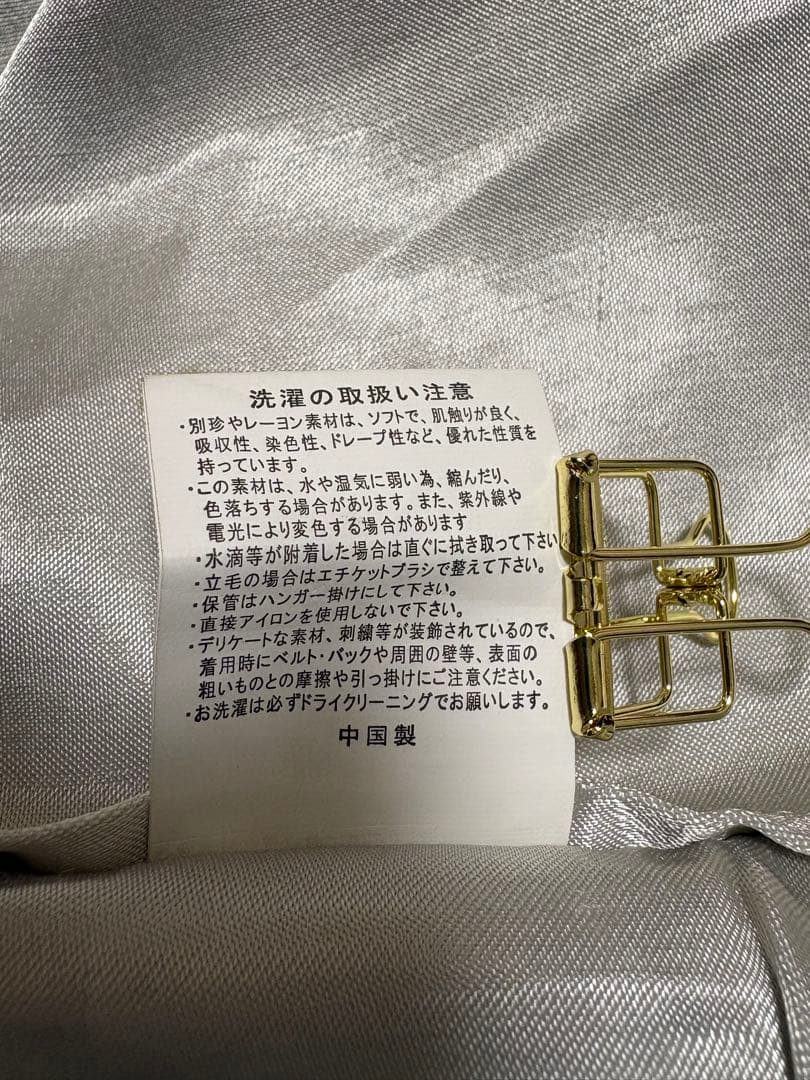 洗濯の取扱い注意
・別珍やレーヨン素材は、ソフトで、肌触りが良く、
吸収性、染色性、ドレープ性など、優れた性質を
持っています。
・この素材は、水や湿気に弱い為、縮んだり、
色落ちする場合があります。また、紫外線や
電光により変色する場合があります
・水滴等が附着した場合は直ぐに拭き取って下さい
・立毛の場合はエチケットブラシで整えて下さい。
・保管はハンガー掛けにして下さい。
・直接アイロンを使用しないで下さい。
・デリケートな素材、刺繍等が装飾されているので、
着用時にベルト・バックや周囲の壁等、表面の
粗いものとの摩擦や引っ掛けにご注意ください。
・お洗濯は必ずドライクリーニングでお願いします。
中国製